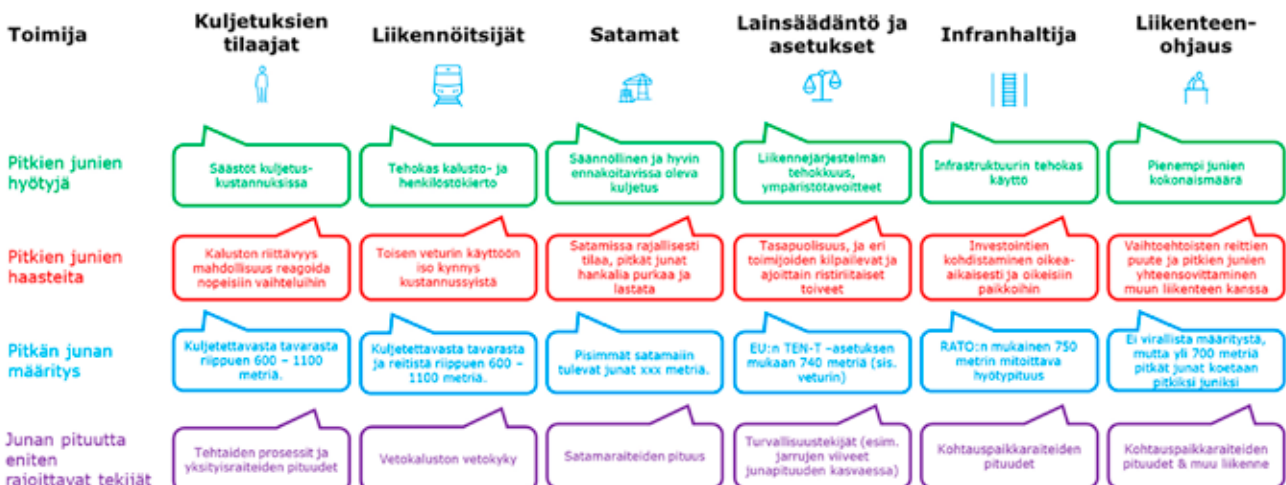 Toimija
Kuljetuksien
tilaajat
Liikennöitsijät
Satamat
Lainsäädäntö ja
asetukset
Infranhaltija
Liikenteen-
ohjaus
Pitkien junien
hyötyjä
Säästöt kuljetus-
kustannuksissa
Tehokas kalusto- ja
henkilöstökierto
Säännöllinen ja hyvin
ennakoitavissa oleva
kuljetus
Liikennejärjestelmän
tehokkuus,
ympäristötavoitteet
Infrastruktuurin tehokas
käyttö
Pienempi junien
kokonaismäärä
Pitkien junien
haasteita
Kaluston riittävyys
mahdollisuus reagoida
nopeisiin vaihteluihin
Toisen veturin käyttöön
iso kynnys
kustannussyistä
Satamissa rajallisesti
tilaa, pitkät junat
hankalia purkaa ja
lastata
Tasapuolisuus, ja eri
toimijoiden kilpailevat ja
ajoittain ristiriitaiset
toiveet
Investointien
kohdistaminen oikea-
aikaisesti ja oikeisiin
paikkoihin
Vaihtoehtoisten reittien
puute ja pitkien junien
yhteensovittaminen
muun liikenteen kanssa
Pitkän junan
määritys
Kuljetettavasta tavarasta
riippuen 600 – 1100
metriä.
Kuljetettavasta tavarasta
ja reitistä riippuen 600 –
1100 metriä.
Pisimmät satamaiin
tulevat junat xxx metriä.
EU:n TEN-T –asetuksen
mukaan 740 metriä (sis.
veturin)
RATO:n mukainen 750
metrin mitoittava
hyötypituus
Ei virallista määritystä,
mutta yli 700 metriä
pitkät junat koetaan
pitkiksi juniksi
Junan pituutta
eniten
rajoittavat tekijät
Tehtaiden prosessit ja
yksityisraiteiden pituudet
Vetokaluston vetokyky
Satamaraiteiden pituus
Turvallisuustekijät (esim.
jarrujen viiveet
junapituuden kasvaessa)
Kohtauspaikkaraiteiden
pituudet
Kohtauspaikkaraiteiden
pituudet & muu liikenne